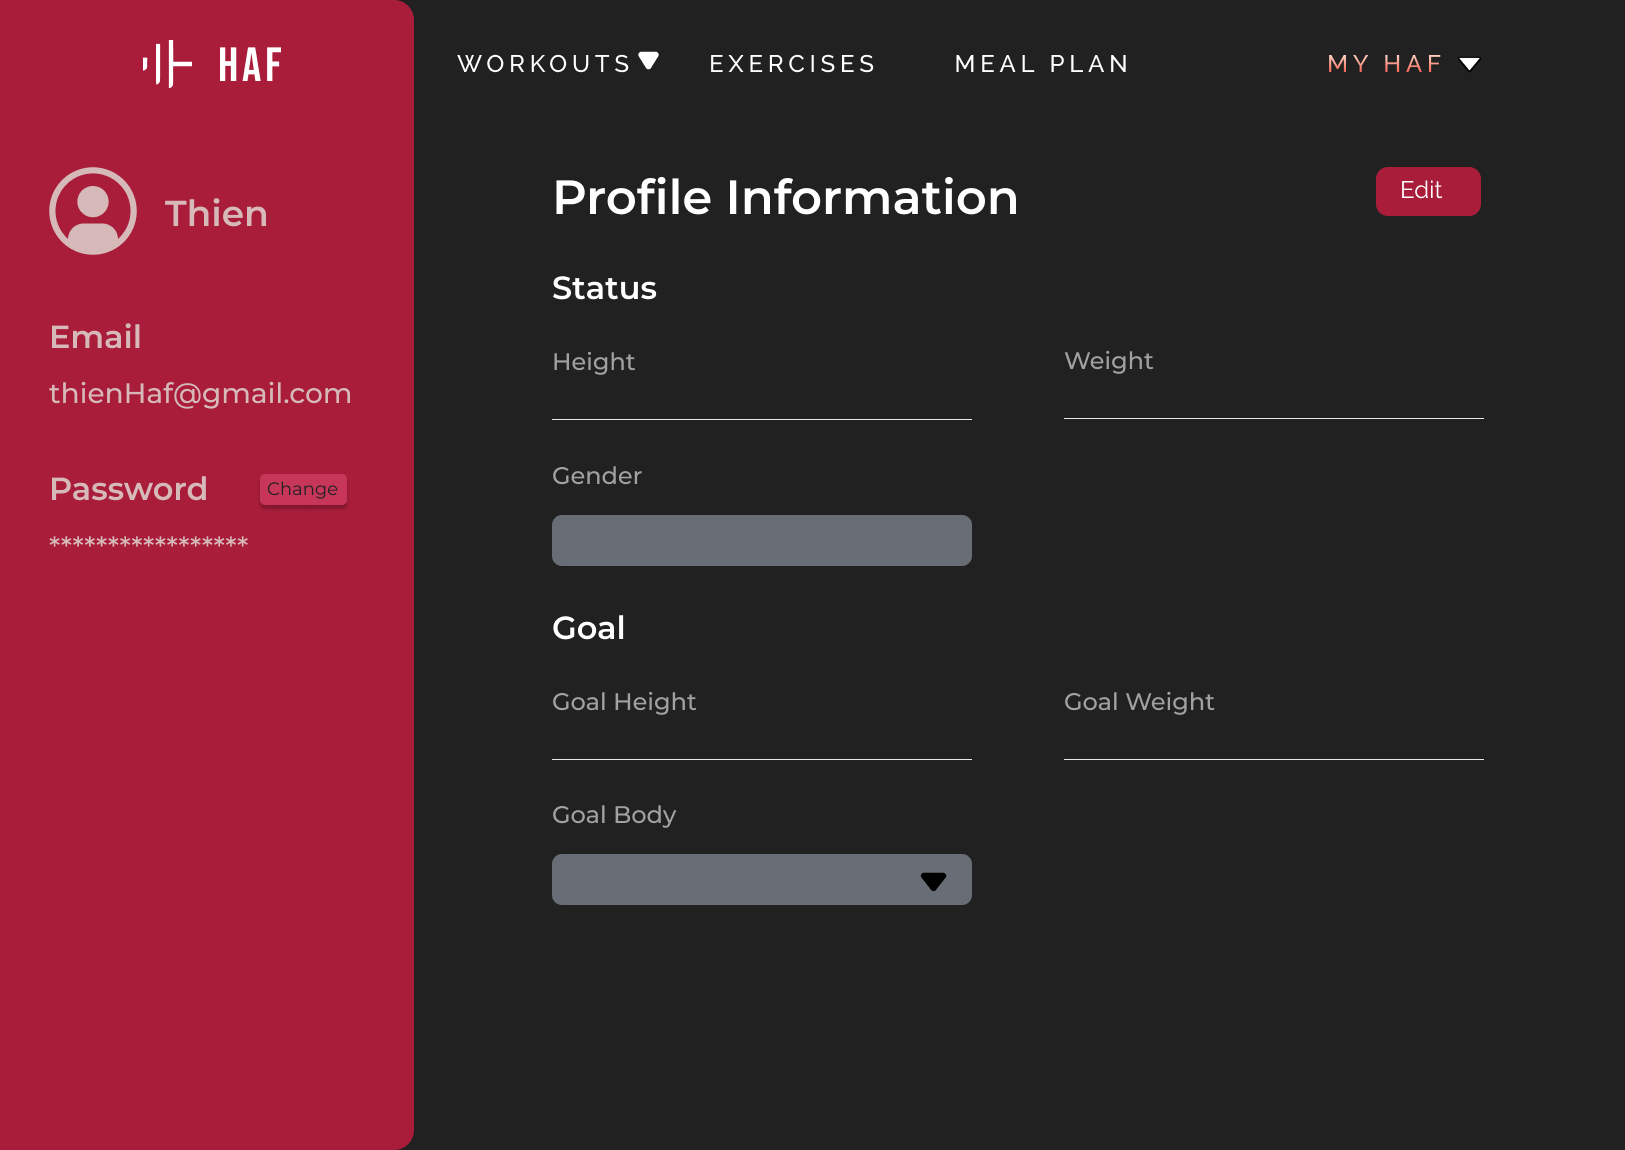 HAF
WORKOUTS
EXERCISES
MEAL PLAN
MY HAF
Thien
Email
thienHaf@gmail.com
Password
Change
*****************
Profile Information
Edit
Status
Height
Weight
Gender
Goal
Goal Height
Goal Weight
Goal Body